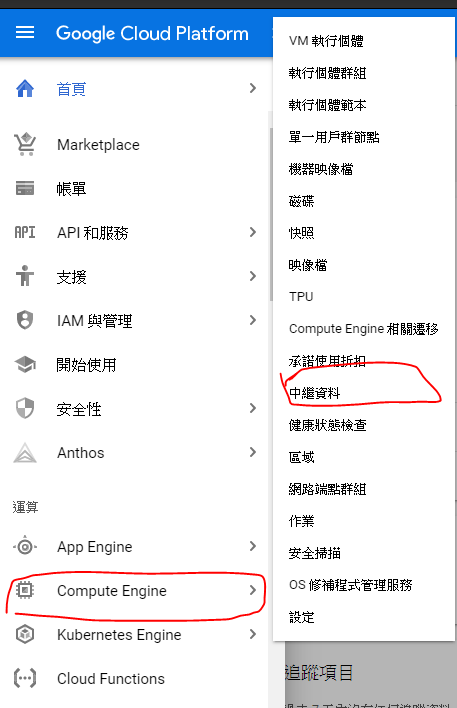 Google Cloud Platform
首頁
Marketplace
帳單
API 和服務
支援
IAM 與管理
開始使用
安全性
Anthos
運算
App Engine
Compute Engine
Kubernetes Engine
Cloud Functions
VM 執行個體
執行個體群組
執行個體範本
單一用戶群節點
機器映像檔
磁碟
快照
映像檔
TPU
Compute Engine 相關遷移
承諾使用折扣
中繼資料
健康狀態檢查
區域
網路端點群組
作業
安全掃描
OS 修補程式管理服務
設定
追蹤項目